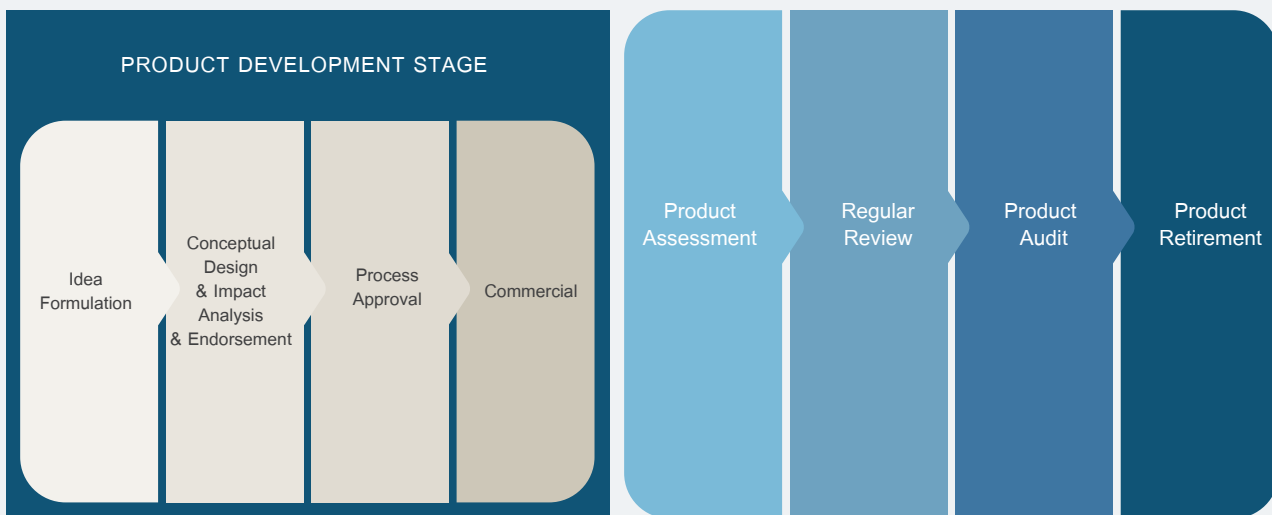 PRODUCT DEVELOPMENT STAGE
Idea
Formulation
Conceptual
Design
& Impact
Analysis
& Endorsement
Process
Approval
Commercial
Product
Assessment
Regular
Review
Product
Audit
Product
Retirement